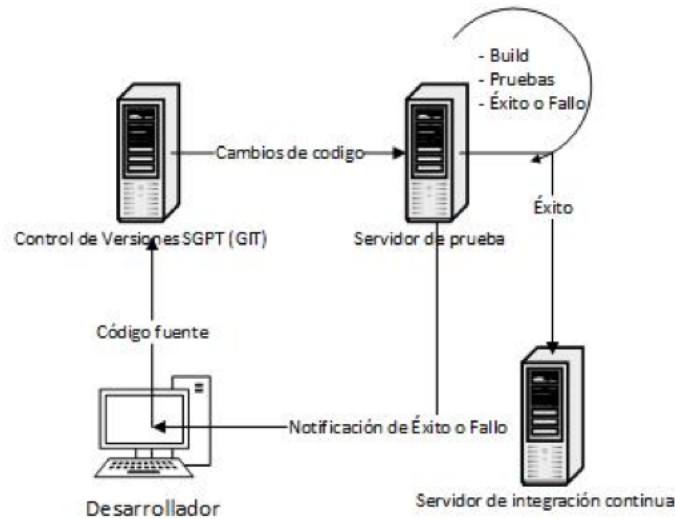 - Build
- Pruebas
- Éxito o Fallo
Cambios de codigo
Control de Versiones SGPT (GIT)
Servidor de prueba
Éxito
Código fuente
Notificación de Éxito o Fallo
Desarrollador
Servidor de integración continua